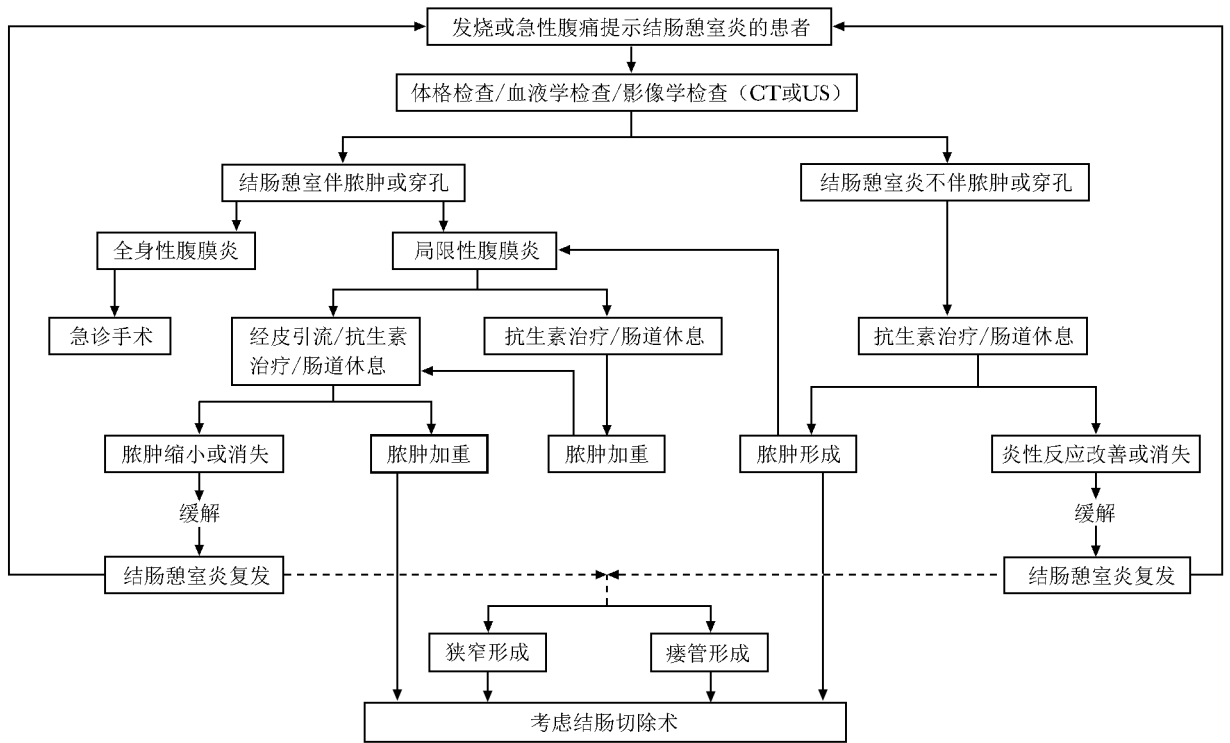 发烧或急性腹痛提示结肠憩室炎的患者
体格检查/血液学检查/影像学检查（CT或US）
结肠憩室伴脓肿或穿孔
结肠憩室炎不伴脓肿或穿孔
全身性腹膜炎
局限性腹膜炎
急诊手术
经皮引流/抗生素
治疗/肠道休息
抗生素治疗/肠道休息
抗生素治疗/肠道休息
脓肿缩小或消失
脓肿加重
脓肿加重
脓肿形成
炎性反应改善或消失
缓解
缓解
结肠憩室炎复发
结肠憩室炎复发
狭窄形成
瘘管形成
考虑结肠切除术